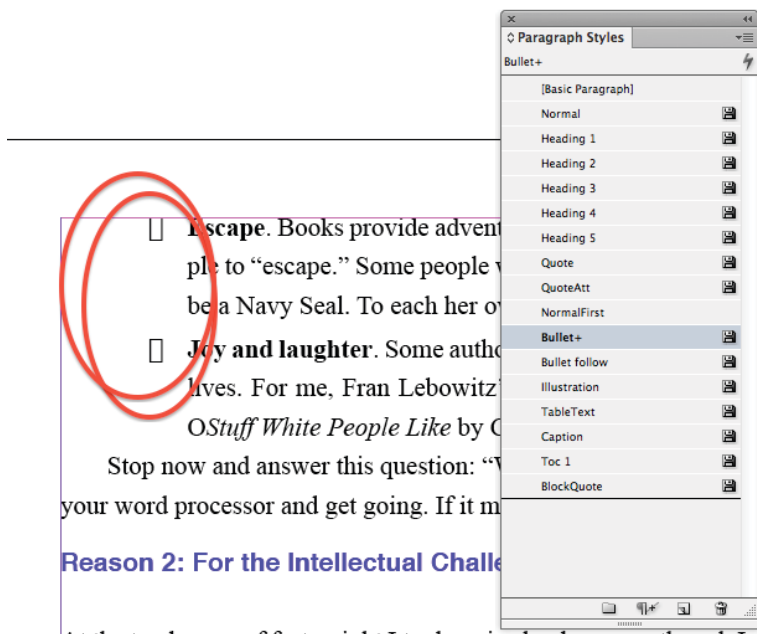 Paragraph Styles
Bullet+
[Basic Paragraph]
Normal
Heading 1
Heading 2
Heading 3
Heading 4
Heading 5
Quote
QuoteAtt
NormalFirst
Bullet+
Bullet follow
Illustration
TableText
Caption
Toc 1
BlockQuote
Escape. Books provide advent
ple to “escape.” Some people
be a Navy Seal. To each her o
Joy and laughter. Some autho
lives. For me, Fran Lebowitz’
OStuff White People Like by
Stop now and answer this question: “
your word processor and get going. If it m
Reason 2: For the Intellectual Challe